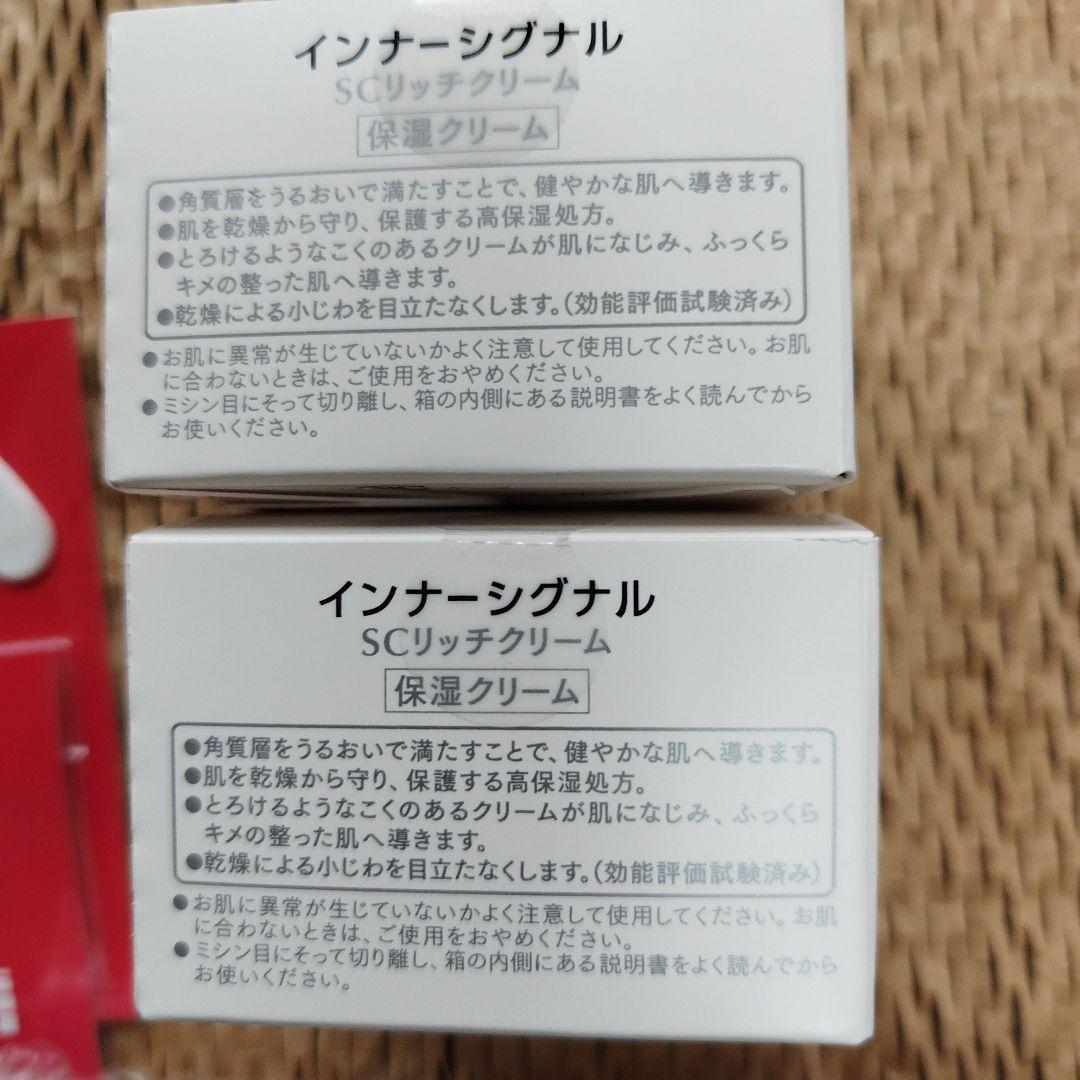 インナーシグナル
SCリッチクリーム
保湿クリーム
●角質層をうるおいで満たすことで、健やかな肌へ導きます。
●肌を乾燥から守り、保護する高保湿処方。
●とろけるようなこくのあるクリームが肌になじみ、ふっくら
キメの整った肌へ導きます。
●乾燥による小じわを目立たなくします。(効能評価試験済み)
●お肌に異常が生じていないかよく注意して使用してください。お肌
に合わないときは、ご使用をおやめください。
●ミシン目にそって切り離し、箱の内側にある説明書をよく読んでから
お使いください。
インナーシグナル
SCリッチクリーム
保湿クリーム
●角質層をうるおいで満たすことで、健やかな肌へ導きます。
●肌を乾燥から守り、保護する高保湿処方。
●とろけるようなこくのあるクリームが肌になじみ、ふっくら
キメの整った肌へ導きます。
●乾燥による小じわを目立たなくします。(効能評価試験済み)
●お肌に異常が生じていないかよく注意して使用してください。お肌
に合わないときは、ご使用をおやめください。
●ミシン目にそって切り離し、箱の内側にある説明書をよく読んでから
お使いください。